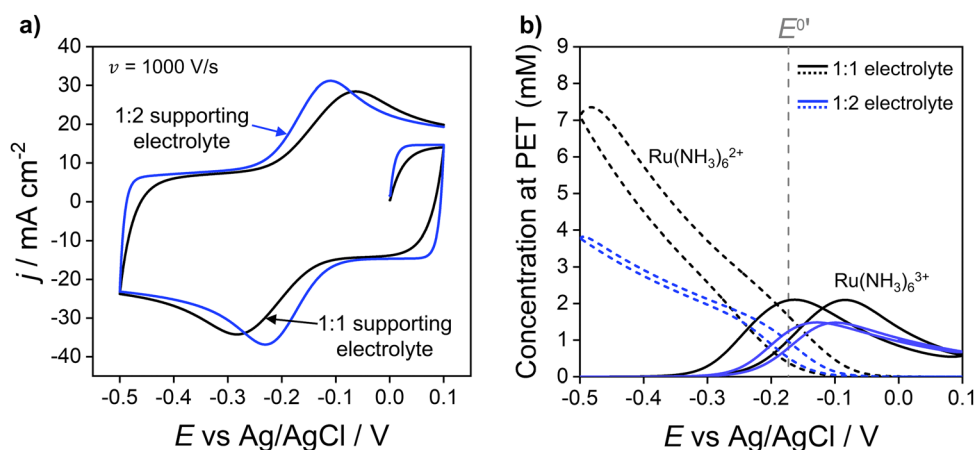 a)
v = 1000 V/s
1:2 supporting
electrolyte
1:1 supporting
electrolyte
40
30
20
10
0
-10
-20
-30
-40
j / mA cm⁻²
-0.5 -0.4 -0.3 -0.2 -0.1 0.0 0.1
E vs Ag/AgCl / V
b)
E⁰'
1:1 electrolyte
1:2 electrolyte
Ru(NH₃)₆²⁺
Ru(NH₃)₆³⁺
9
8
7
6
5
4
3
2
1
0
Concentration at PET (mM)
-0.5 -0.4 -0.3 -0.2 -0.1 0.0 0.1
E vs Ag/AgCl / V